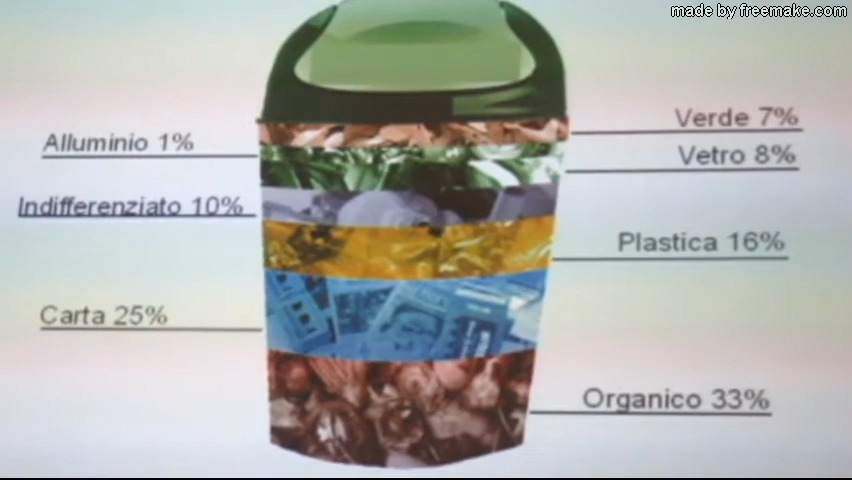 made by freemake.com
Verde 7%
Alluminio 1%
Vetro 8%
Indifferenziato 10%
Plastica 16%
Carta 25%
Organico 33%